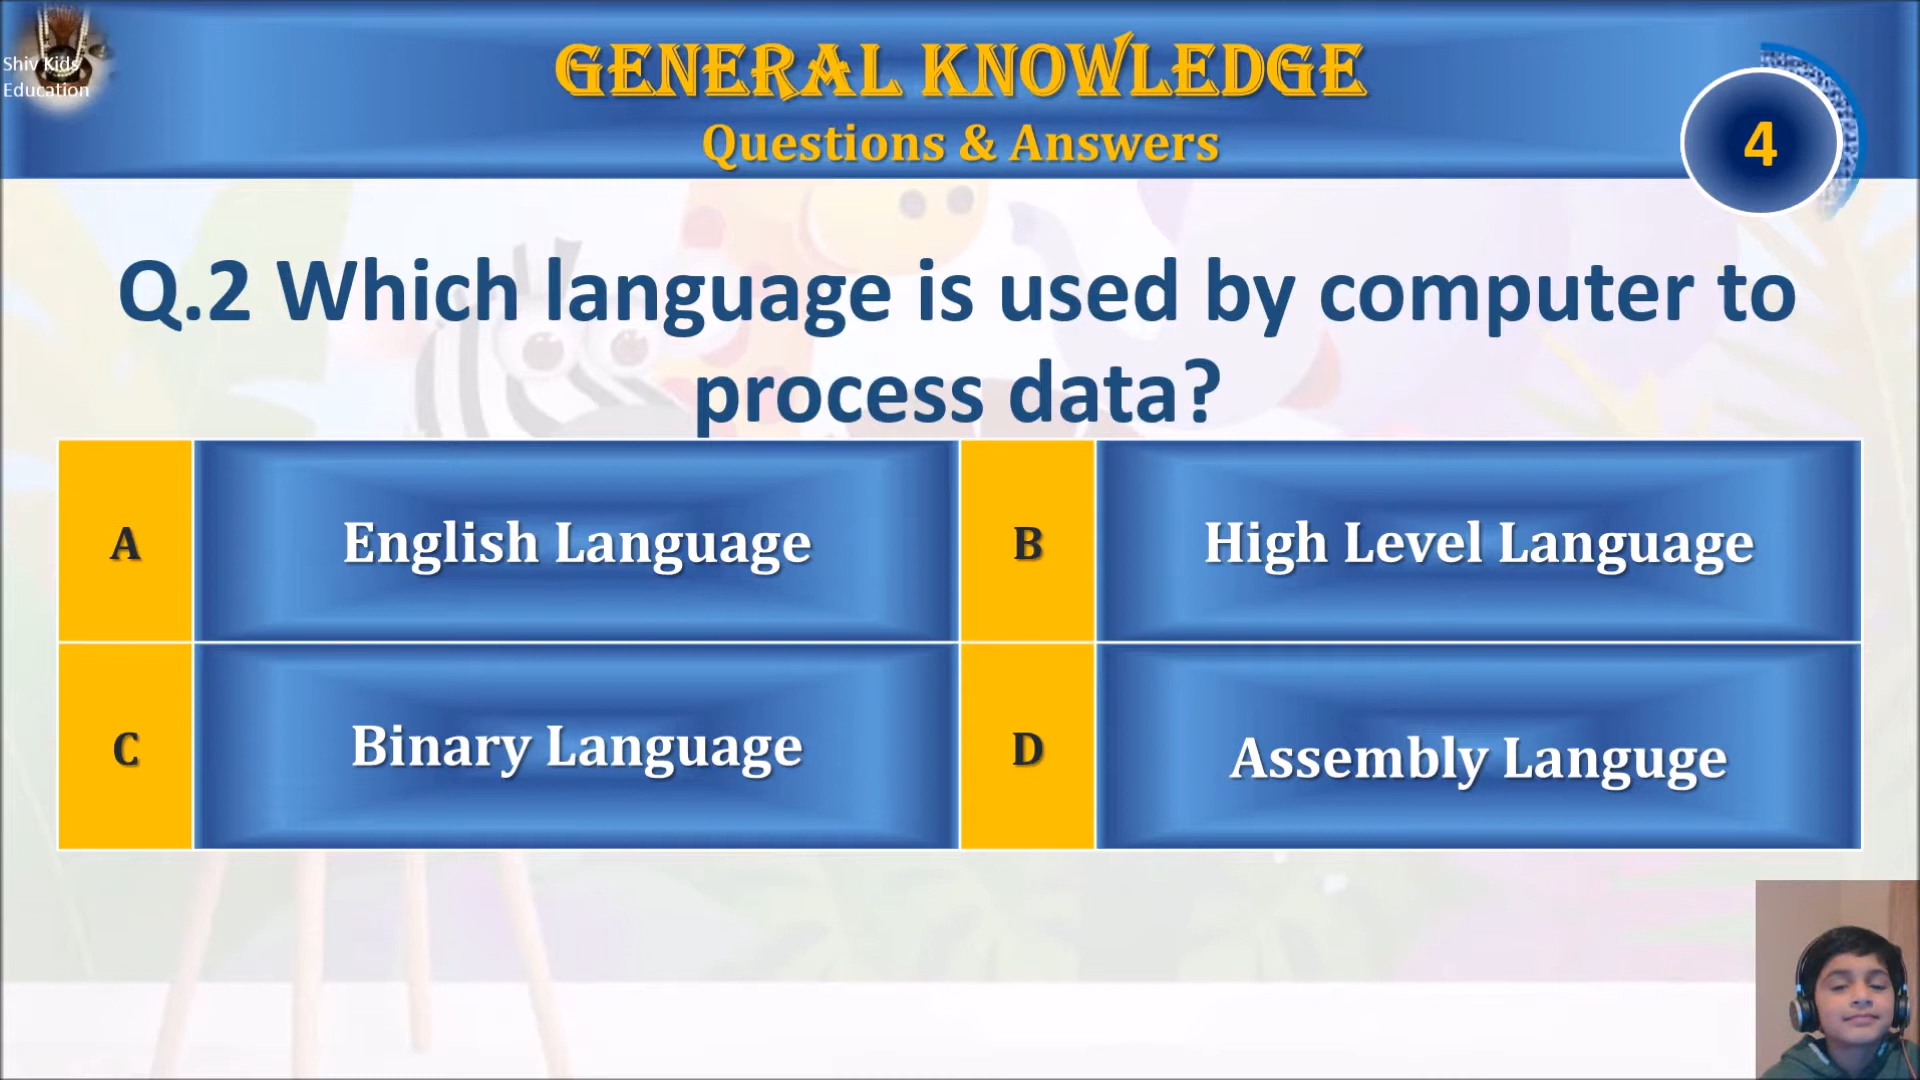 Shiv Kids
Education
GENERAL KNOWLEDGE
Questions & Answers
4
Q.2 Which language is used by computer to
process data?
A English Language B High Level Language
C Binary Language D Assembly Languge